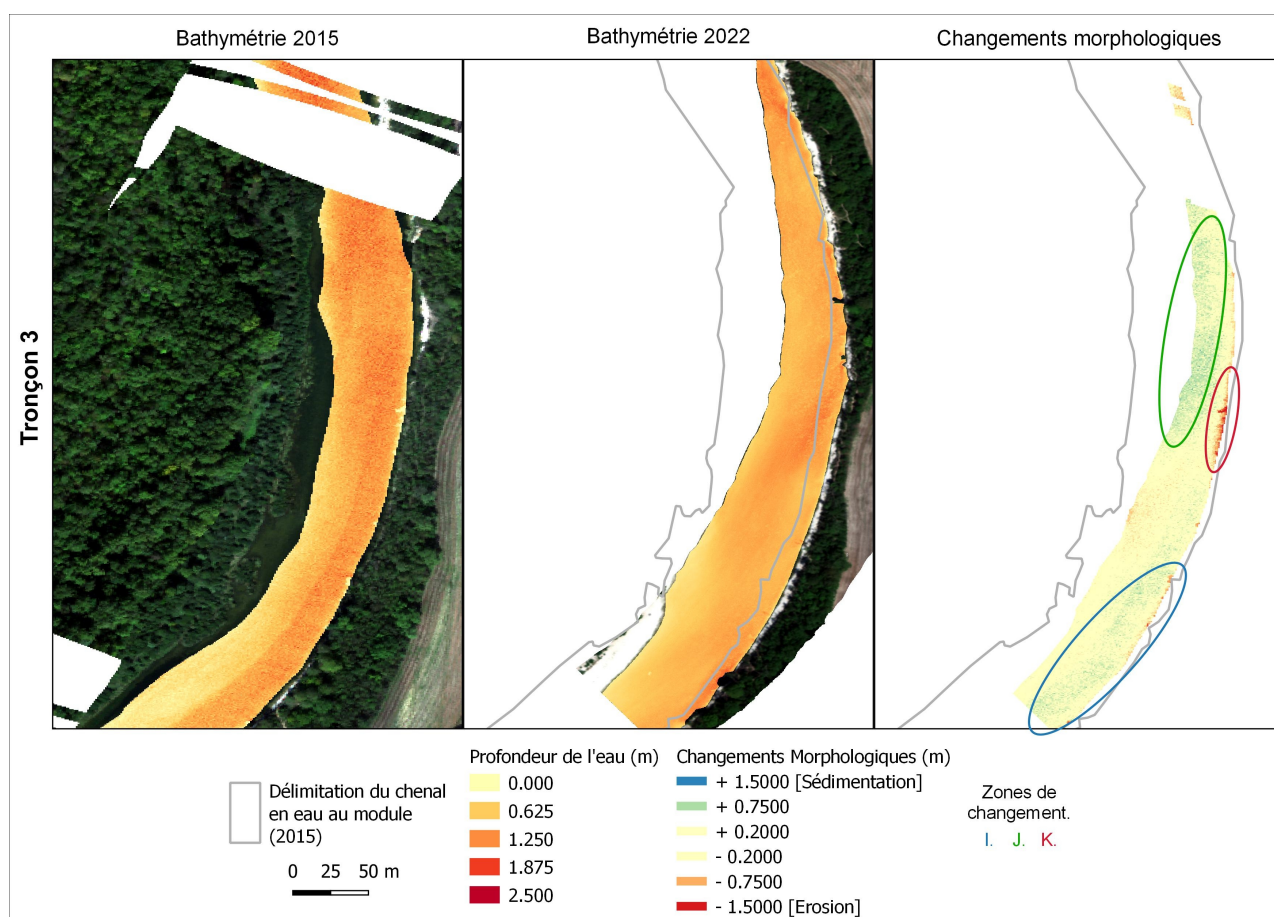 Bathymétrie 2015
Bathymétrie 2022
Changements morphologiques
Tronçon 3
Délimitation du chenal
en eau au module
(2015)
0 25 50 m
Profondeur de l'eau (m)
0.000
0.625
1.250
1.875
2.500
Changements Morphologiques (m)
+ 1.5000 [Sédimentation]
+ 0.7500
+ 0.2000
- 0.2000
- 0.7500
- 1.5000 [Erosion]
Zones de
changement.
I. J. K.